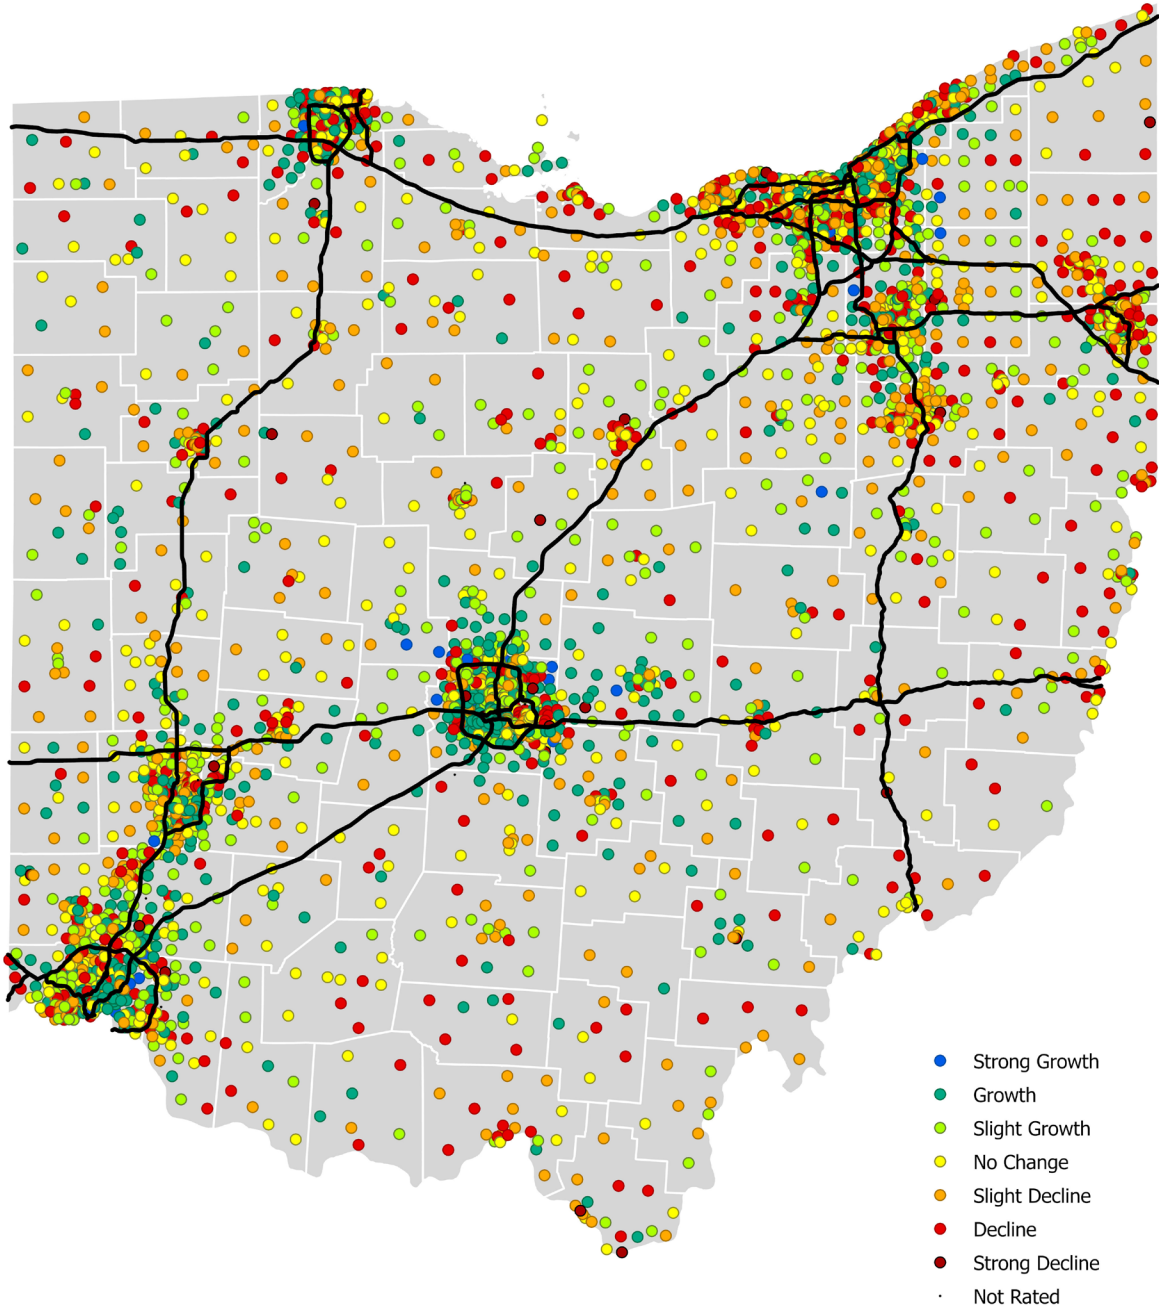 Strong Growth
Growth
Slight Growth
No Change
Slight Decline
Decline
Strong Decline
Not Rated